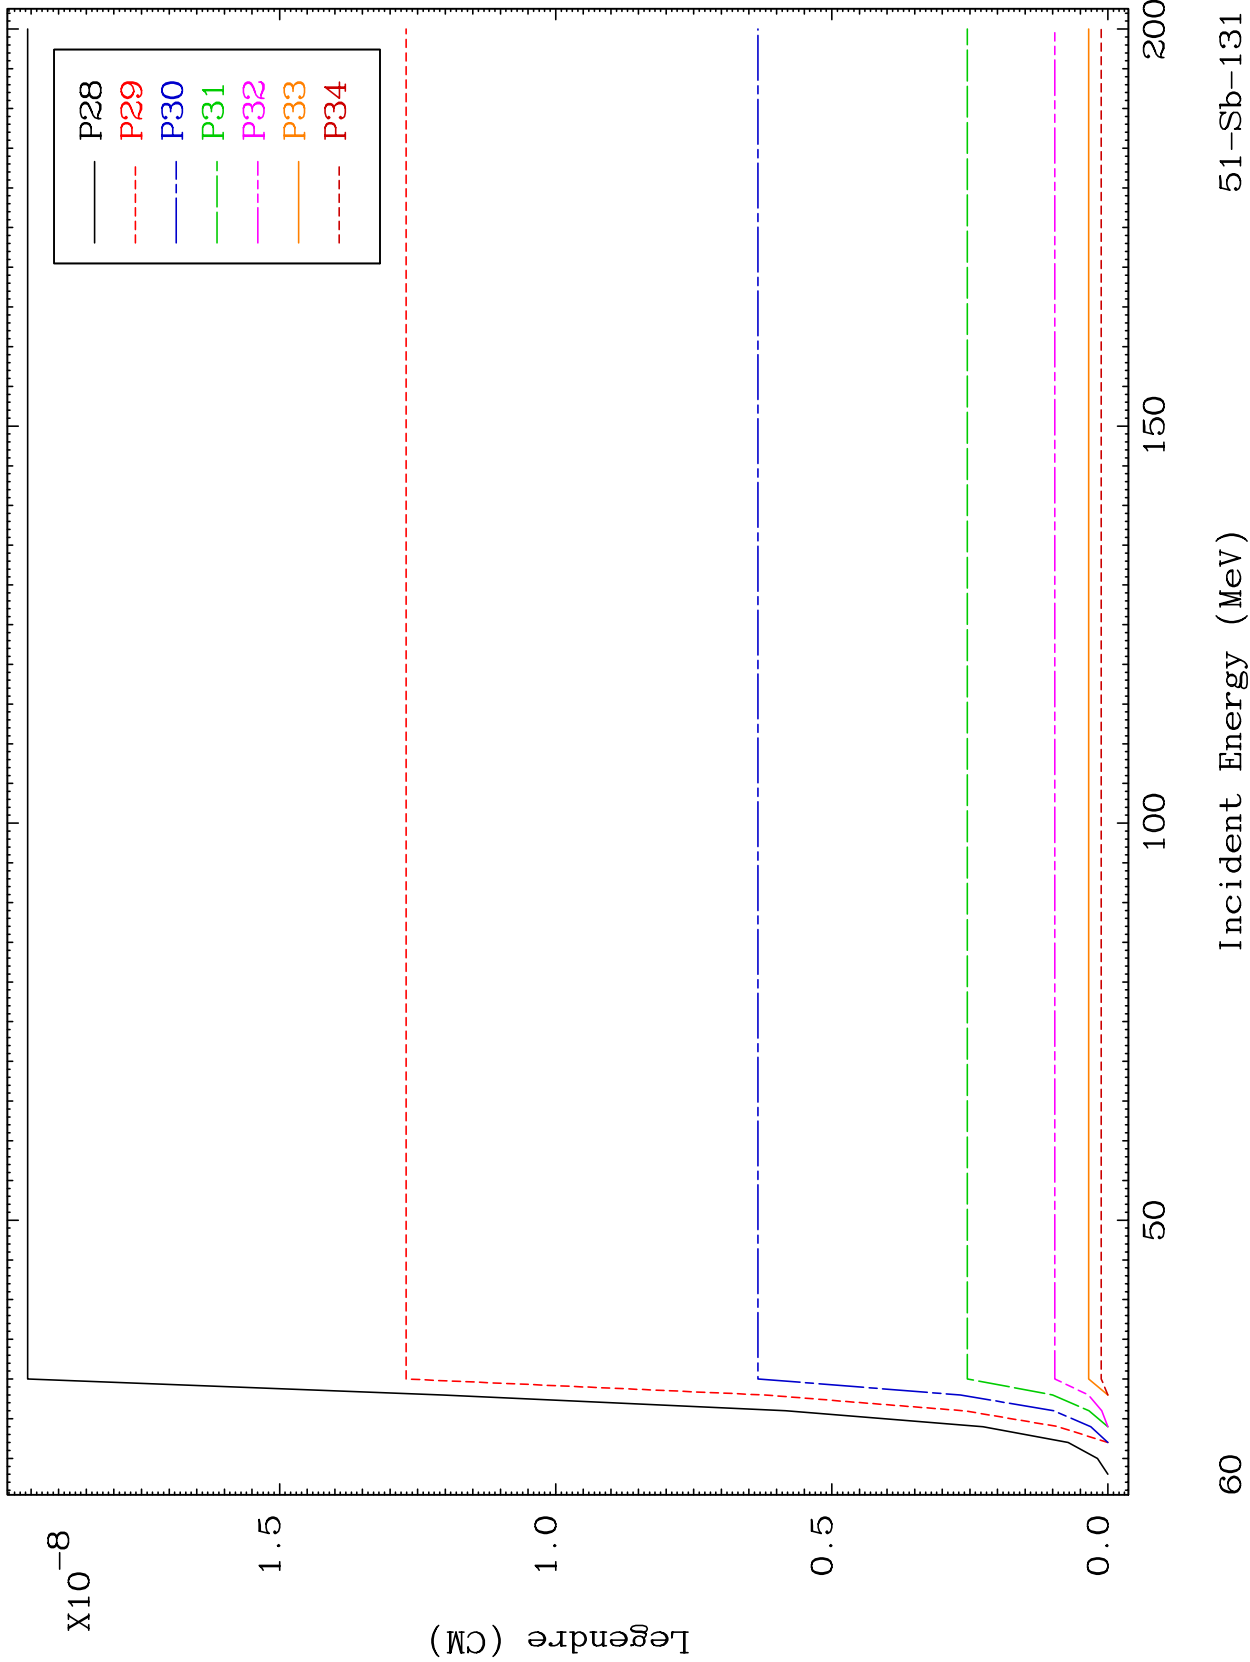 X10-8
1.5
1.0
0.5
0.0
Legendre (CM)
P28
P29
P30
P31
P32
P33
P34
50
100
150
200
Incident Energy (MeV)
60
51-Sb-131